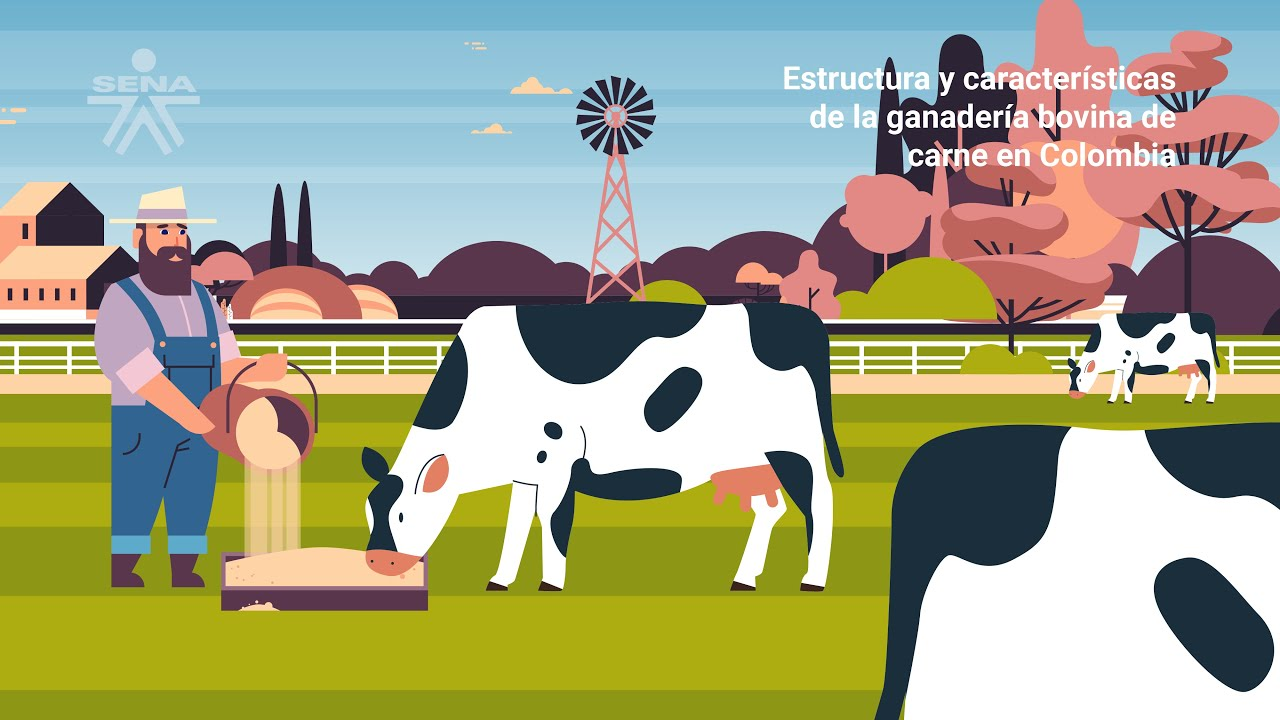 SENA
Estructura y características
de la ganadería bovina de
carne en Colombia